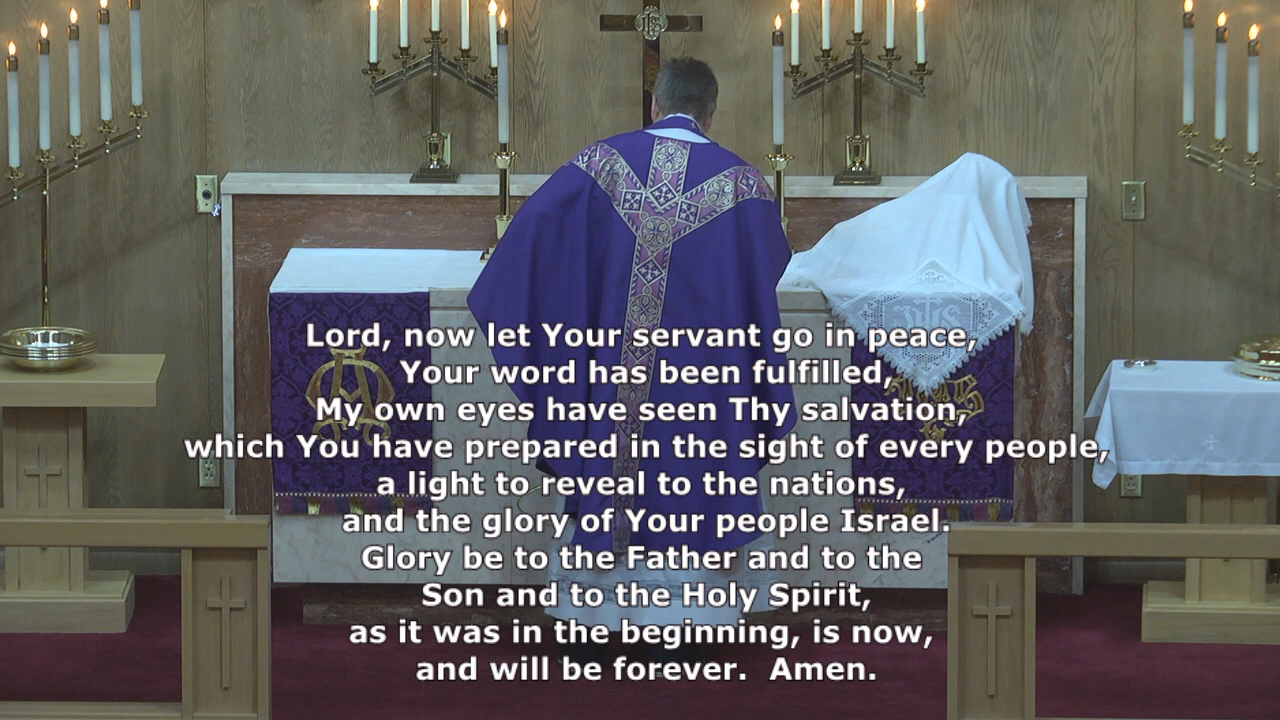 Lord, now let Your servant go in peace,
Your word has been fulfilled,
My own eyes have seen Thy salvation,
which You have prepared in the sight of every people,
a light to reveal to the nations,
and the glory of Your people Israel.
Glory be to the Father and to the
Son and to the Holy Spirit,
as it was in the beginning, is now,
and will be forever.  Amen.